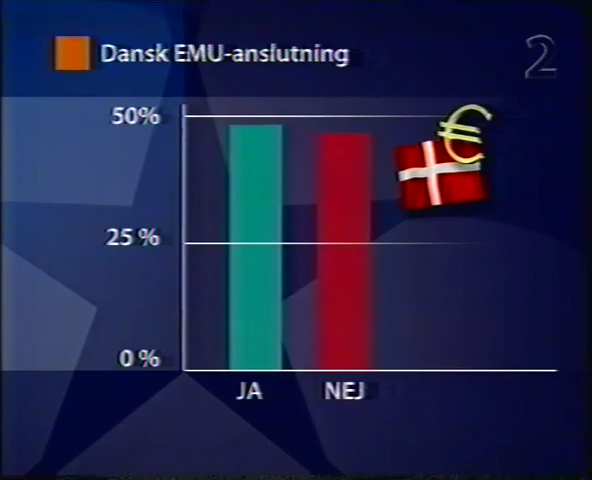 Dansk EMU-anslutning
2
50%
25 %
0 %
JA NEJ
€